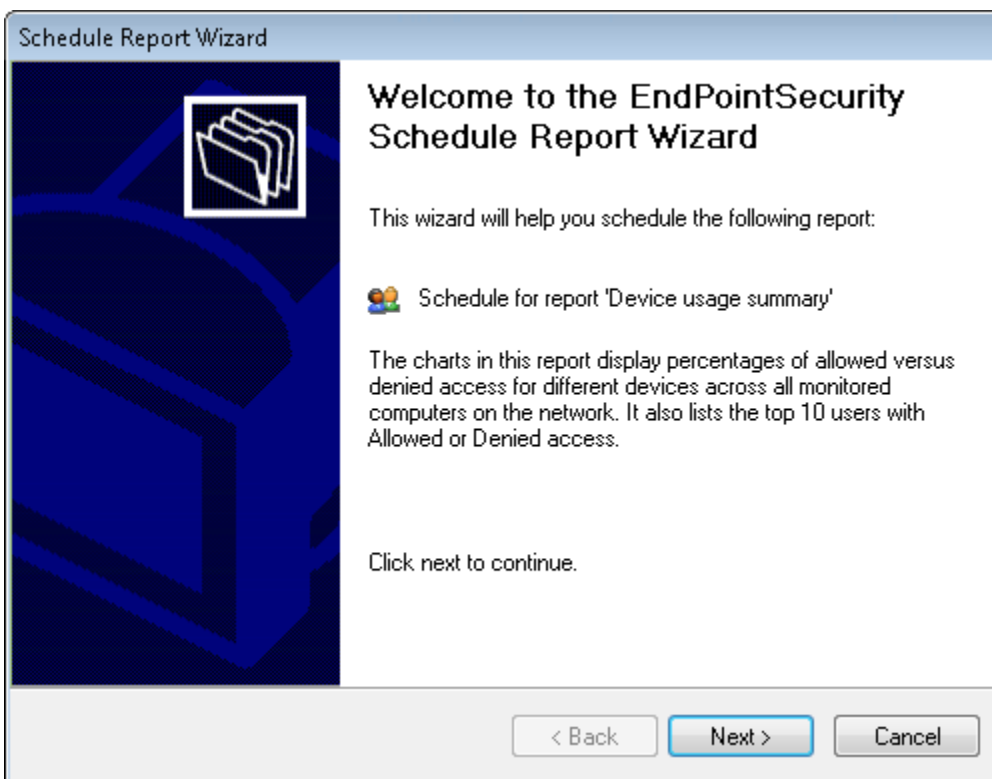 Schedule Report Wizard
Welcome to the EndPointSecurity
Schedule Report Wizard
This wizard will help you schedule the following report:
Schedule for report 'Device usage summary'
The charts in this report display percentages of allowed versus
denied access for different devices across all monitored
computers on the network. It also lists the top 10 users with
Allowed or Denied access.
Click next to continue.
< Back
Next >
Cancel